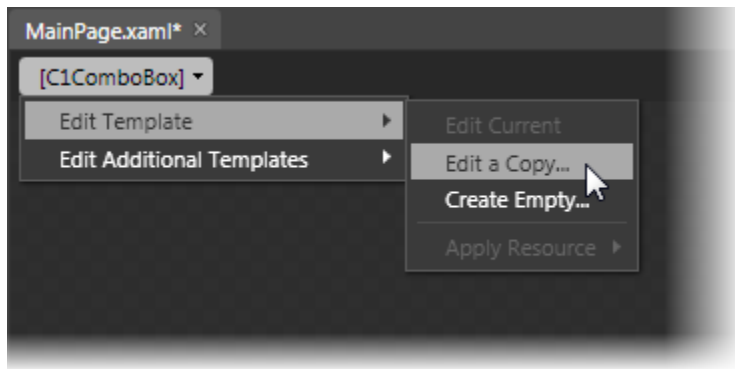 MainPage.xaml* ×
[C1ComboBox]
Edit Template
Edit Additional Templates
Edit Current
Edit a Copy...
Create Empty...
Apply Resource